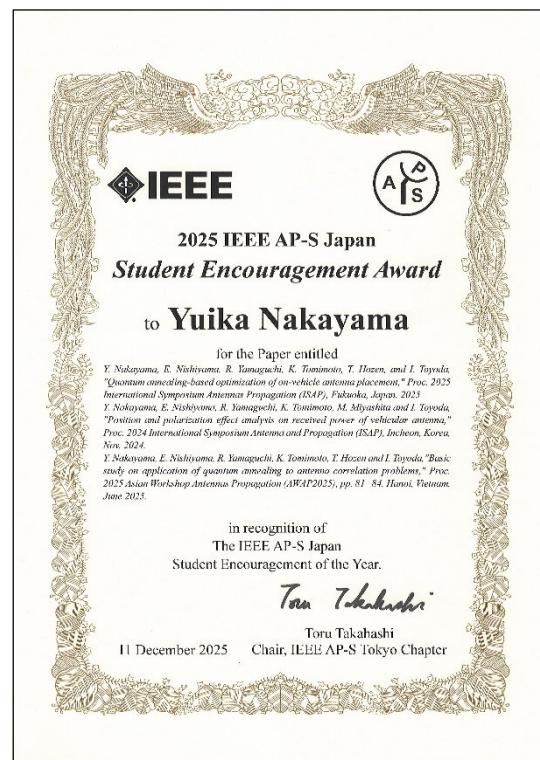 IEEE
A P S
2025 IEEE AP-S Japan
Student Encouragement Award
to Yuika Nakayama
for the Paper entitled
Y. Nakayama, E. Nishiyama, R. Yamaguchi, K. Tomimoto, T. Hozen, and I. Toyoda,
"Quantum annealing-based optimization of on-vehicle antenna placement," Proc. 2025
International Symposium Antennas Propagation (ISAP), Fukuoka, Japan. 2025
Y. Nakayama, E. Nishiyama, R. Yamaguchi, K. Tomimoto, M. Miyashita and I. Toyoda,
"Position and polarization effect analysis on received power of vehicular antenna,"
Proc. 2024 International Symposium Antenna and Propagation (ISAP), Incheon, Korea,
Nov. 2024.
Y. Nakayama, E. Nishiyama, R. Yamaguchi, K. Tomimoto, T. Hozen and I. Toyoda, "Basic
study on application of quantum annealing to antenna correlation problems," Proc.
2025 Asian Workshop Antennas Propagation (AWAP2025), pp. 81 84, Hanoi, Vietnam.
June 2025.
in recognition of
The IEEE AP-S Japan
Student Encouragement of the Year.
Toru Takahashi
Toru Takahashi
11 December 2025 Chair, IEEE AP-S Tokyo Chapter